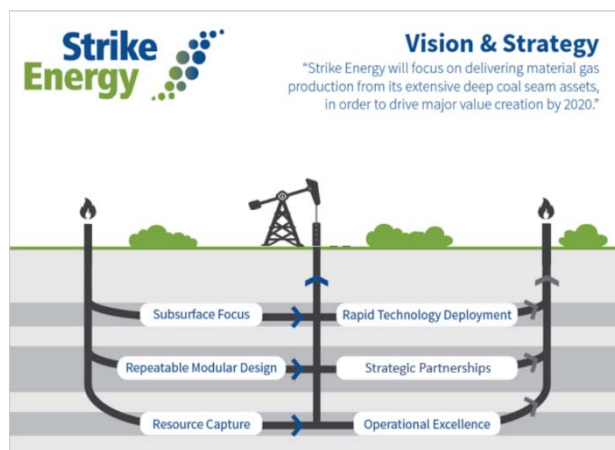 Strike
Energy
Vision & Strategy
“Strike Energy will focus on delivering material gas
production from its extensive deep coal seam assets,
in order to drive major value creation by 2020.”
Subsurface Focus
Rapid Technology Deployment
Repeatable Modular Design
Strategic Partnerships
Resource Capture
Operational Excellence